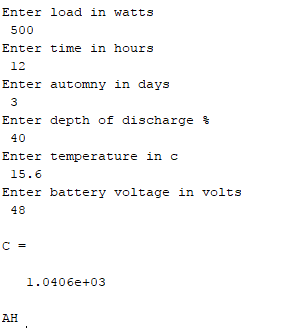 Enter load in watts
500
Enter time in hours
12
Enter automny in days
3
Enter depth of discharge %
40
Enter temperature in c
15.6
Enter battery voltage in volts
48
C =
1.0406e+03
AH